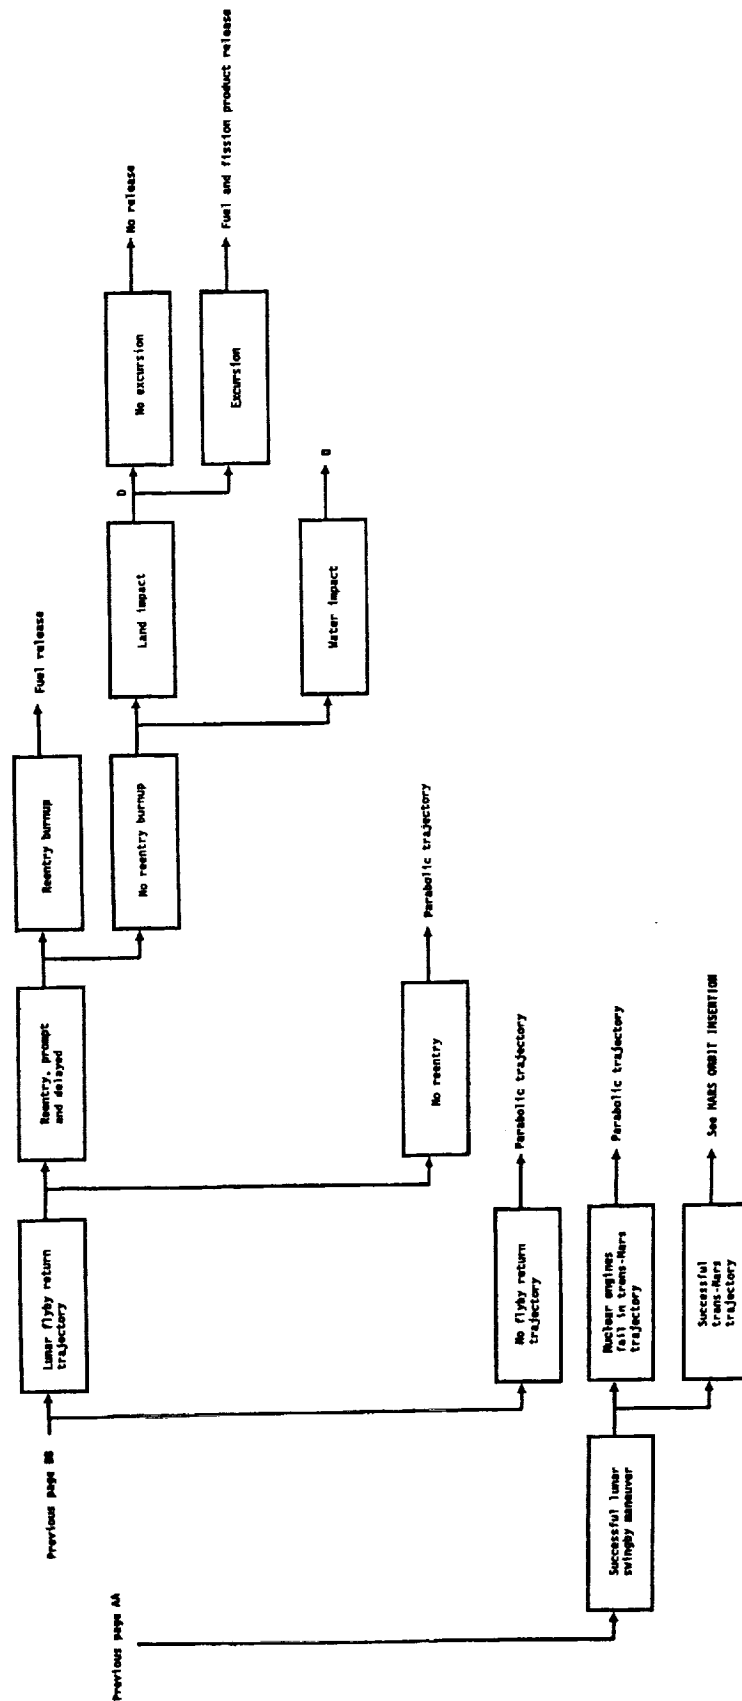 Reentry burnup
Fuel release
Reentry, prompt
and delayed
Lunar flyby return
trajectory
Previous page BB
No reentry burnup
Land impact
D
No excursion
No release
Previous page AA
Excursion
Fuel and fission product release
Water impact
D
No reentry
Parabolic trajectory
No flyby return
trajectory
Parabolic trajectory
Successful lunar
swingby manauver
Nuclear engines
fail in trans-Mars
trajectory
Parabolic trajectory
Successful
trans-Mars
trajectory
See MARS ORBIT INSERTION